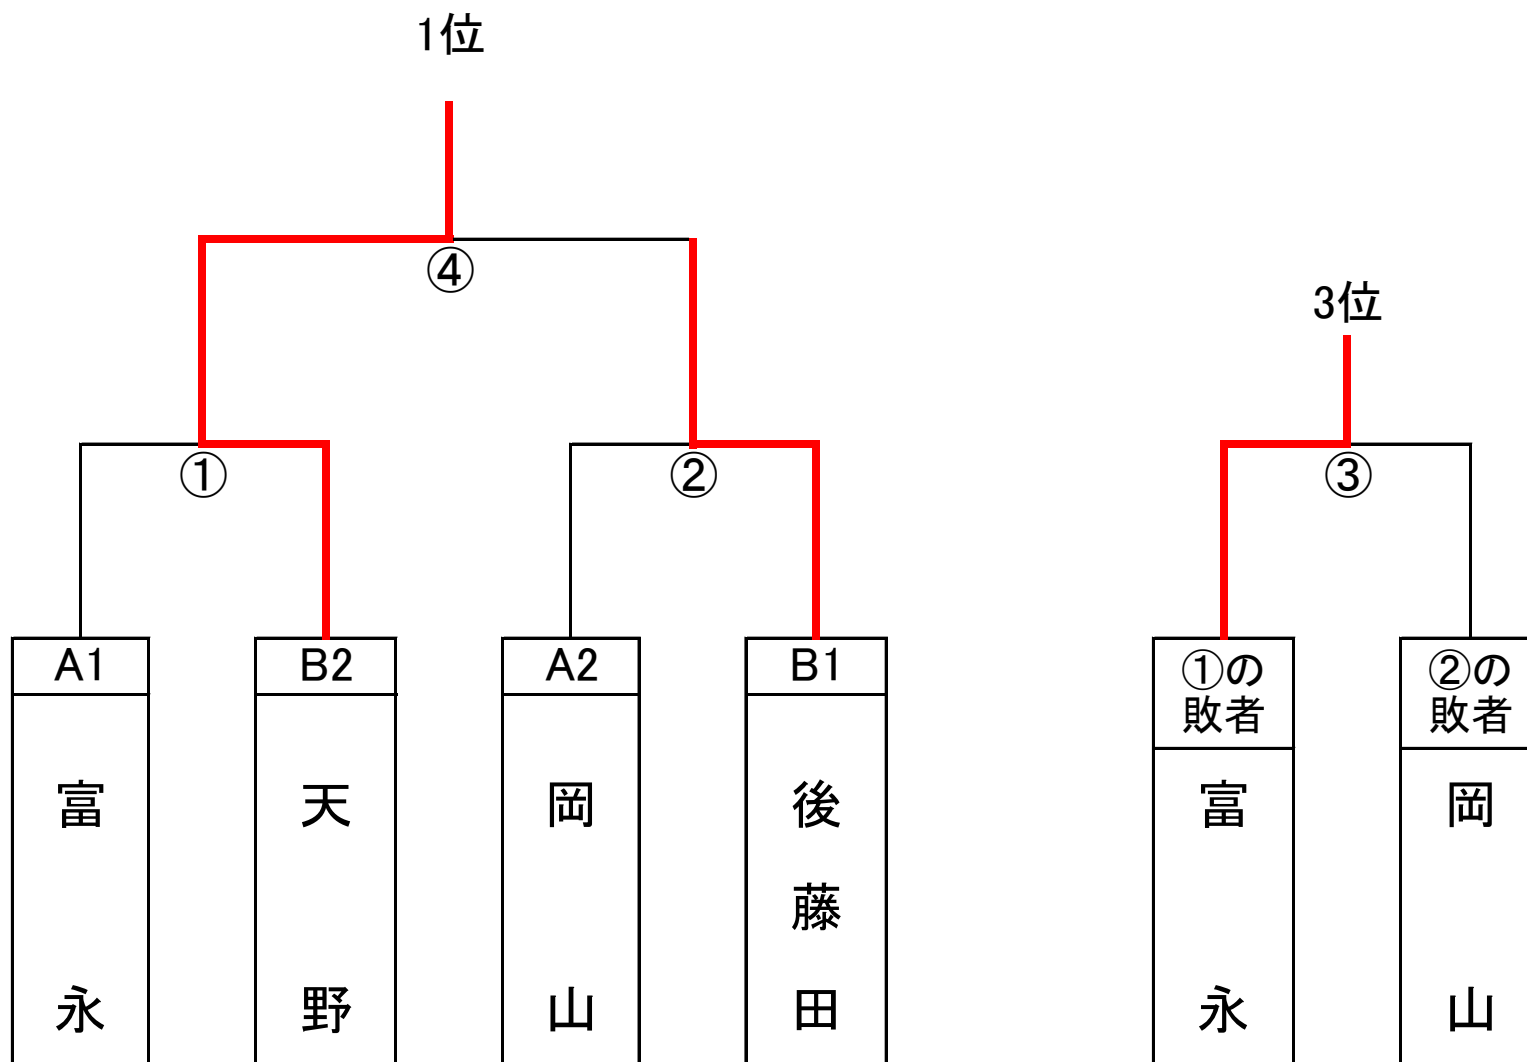 1位
④
3位
①
②
③
A1
B2
A2
B1
①の
敗者
②の
敗者
富永
天野
岡山
後藤田
富永
岡山